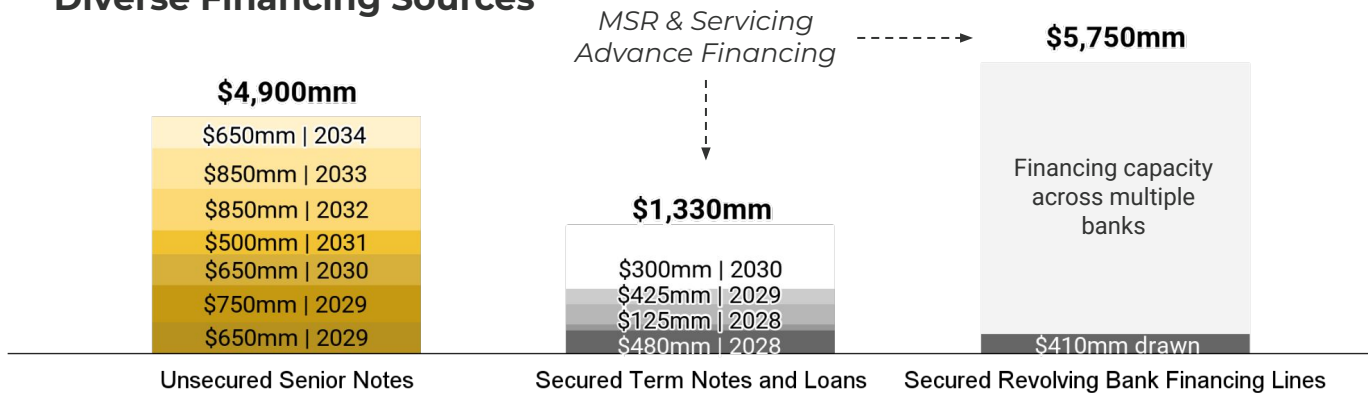 Diverse Financing Sources
MSR & Servicing
Advance Financing
$5,750mm
$4,900mm
$650mm | 2034
$850mm | 2033
$850mm | 2032
$500mm | 2031
$650mm | 2030
$750mm | 2029
$650mm | 2029
$1,330mm
$300mm | 2030
$425mm | 2029
$125mm | 2028
$480mm | 2028
Financing capacity
across multiple
banks
$410mm drawn
Unsecured Senior Notes
Secured Term Notes and Loans
Secured Revolving Bank Financing Lines